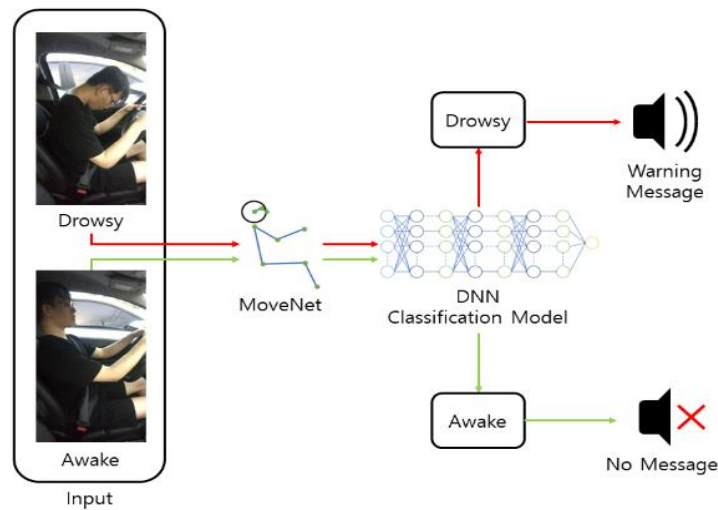 Drowsy
Awake
Input
MoveNet
DNN
Classification Model
Drowsy
Warning
Message
Awake
No Message